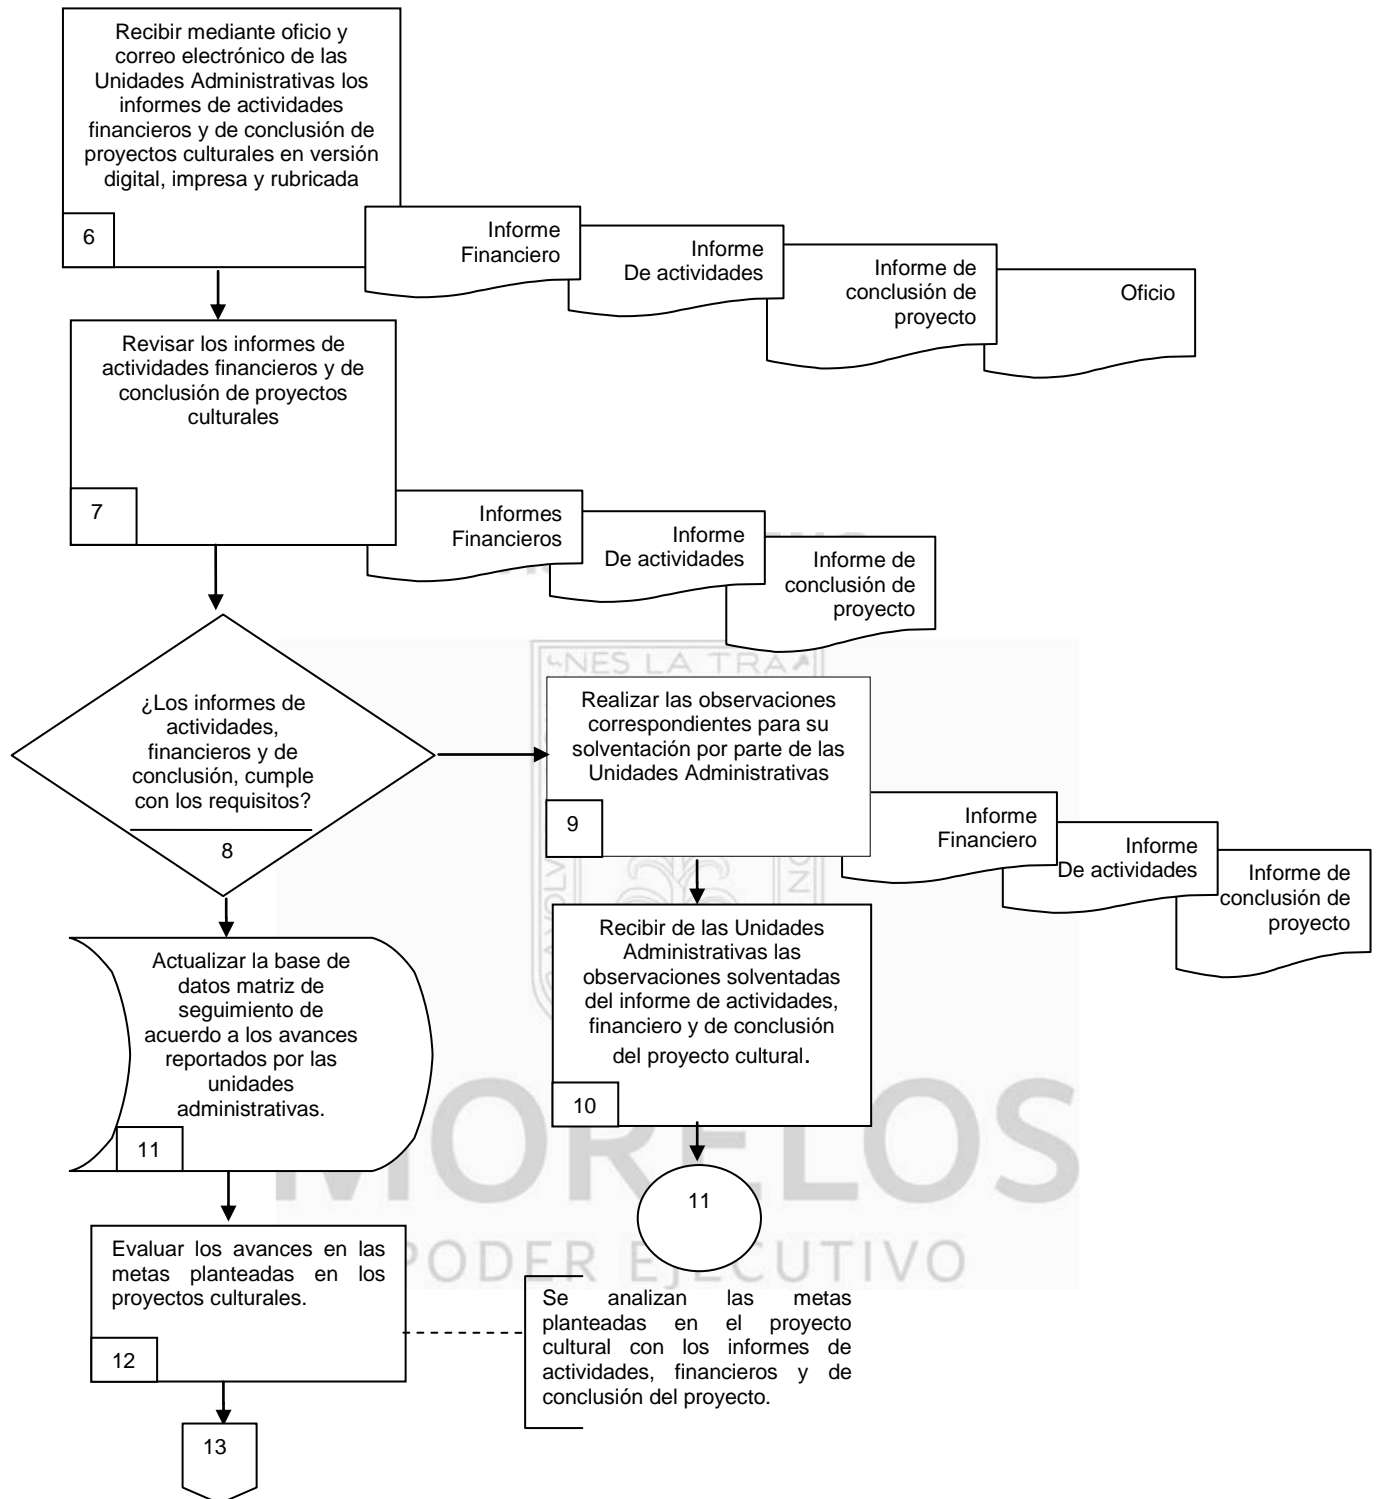 Recibir mediante oficio y
correo electrónico de las
Unidades Administrativas los
informes de actividades
financieros y de conclusión de
proyectos culturales en versión
digital, impresa y rubricada
6
Informe
Financiero
Informe
De actividades
Informe de
conclusión de
proyecto
Oficio
Revisar los informes de
actividades financieros y de
conclusión de proyectos
culturales
7
Informes
Financieros
Informe
De actividades
Informe de
conclusión de
proyecto
¿Los informes de
actividades,
financieros y de
conclusión, cumple
con los requisitos?
8
Realizar las observaciones
correspondientes para su
solventación por parte de las
Unidades Administrativas
9
Informe
Financiero
Informe
De actividades
Informe de
conclusión de
proyecto
Recibir de las Unidades
Administrativas las
observaciones solventadas
del informe de actividades,
financiero y de conclusión
del proyecto cultural.
10
11
Actualizar la base de
datos matriz de
seguimiento de
acuerdo a los avances
reportados por las
unidades
administrativas.
11
Evaluar los avances en las
metas planteadas en los
proyectos culturales.
12
Se analizan las metas
planteadas en el proyecto
cultural con los informes de
actividades, financieros y de
conclusión del proyecto.
13
NES LA TRA
MORELOS
PODER EJECUTIVO